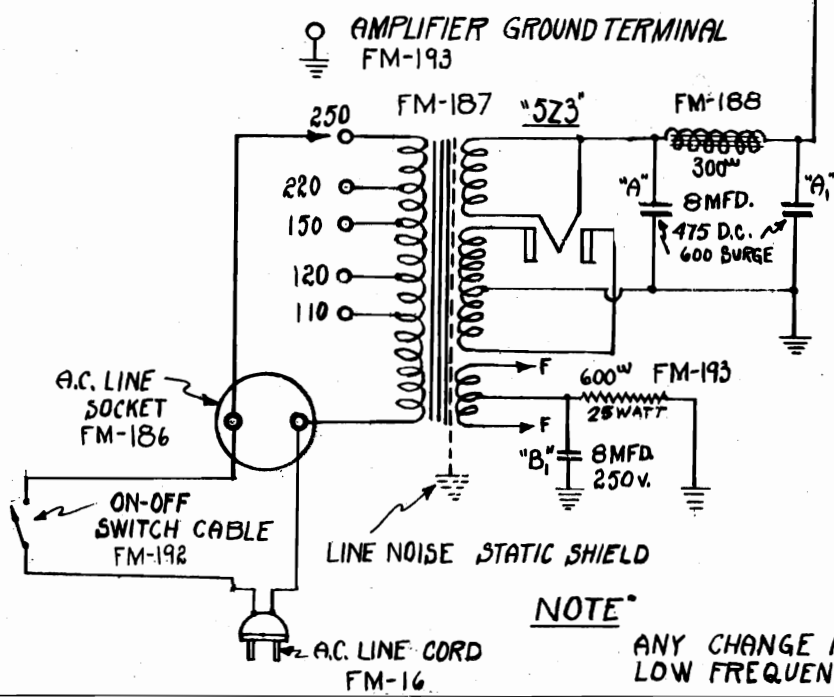 AMPLIFIER GROUND TERMINAL
FM-193
250
220
150
120
110
FM-187
"5Z3"
FM-188
300ω
"A"
8 MFD.
475 D.C.
600 SURGE
"A1"
A.C. LINE
SOCKET
FM-186
F
F
600ω
FM-193
25 WATT
"B1"
8 MFD.
250 V.
ON-OFF
SWITCH CABLE
FM-192
LINE NOISE STATIC SHIELD
A.C. LINE CORD
FM-16
NOTE
ANY CHANGE
LOW FREQUEN